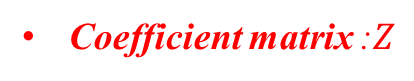 • Coefficient matrix : Z